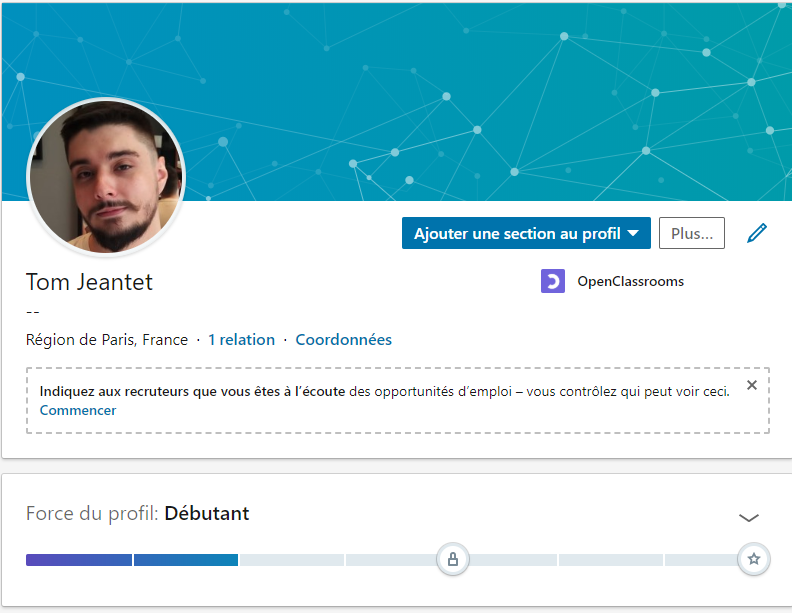 Ajouter une section au profil
Plus...
Tom Jeantet
OpenClassrooms
--
Région de Paris, France · 1 relation · Coordonnées
Indiquez aux recruteurs que vous êtes à l’écoute des opportunités d’emploi – vous contrôlez qui peut voir ceci.
Commencer
Force du profil: Débutant